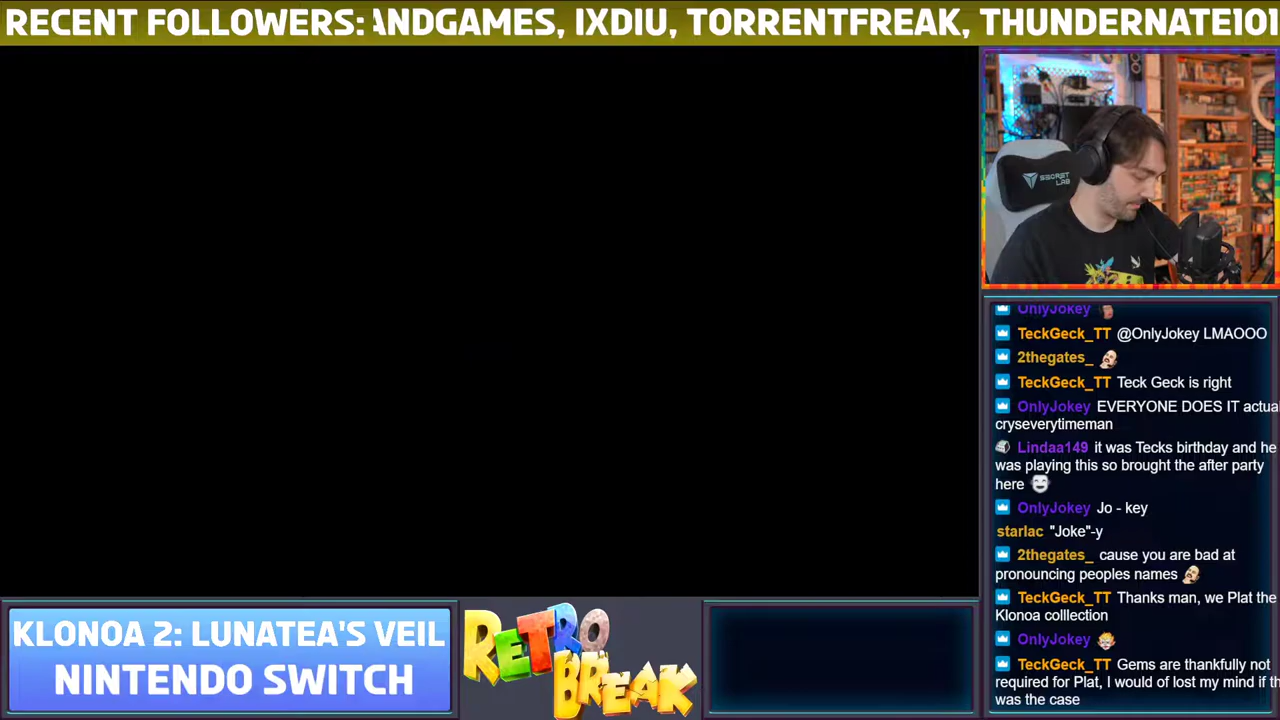 RECENT FOLLOWERS: ANDGAMES, IXDIU, TORRENTFREAK, THUNDERNATE101
SECRET
LAB
OnlyJokey
TeckGeck_TT @OnlyJokey LMAOOO
2thegates_
TeckGeck_TT Teck Geck is right
OnlyJokey EVERYONE DOES IT actua
cryseverytimeman
Lindaa149 it was Tecks birthday and he
was playing this so brought the after party
here
OnlyJokey Jo - key
starlac "Joke"-y
2thegates_ cause you are bad at
pronouncing peoples names
TeckGeck_TT Thanks man, we Plat the
Klonoa colllection
OnlyJokey
TeckGeck_TT Gems are thankfully not
required for Plat, I would of lost my mind if th
was the case
KLONOA 2: LUNATEA'S VEIL
NINTENDO SWITCH
RETRO
BREAK